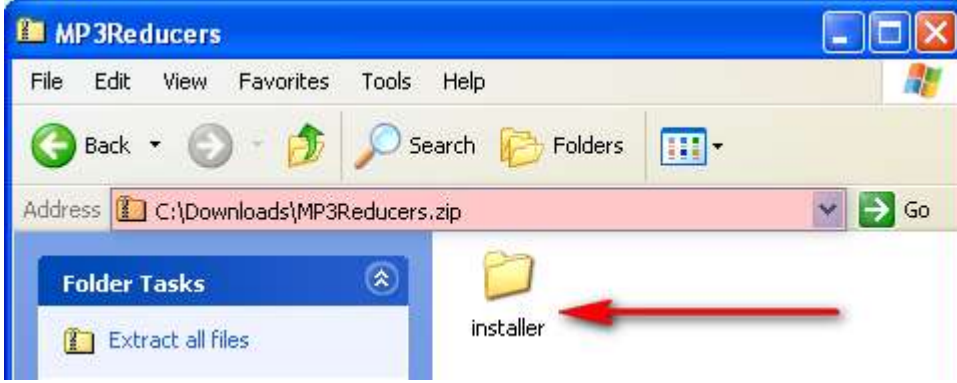 MP3Reducers
File Edit View Favorites Tools Help
Back Search Folders
Address C:\Downloads\MP3Reducers.zip Go
Folder Tasks
installer
Extract all files